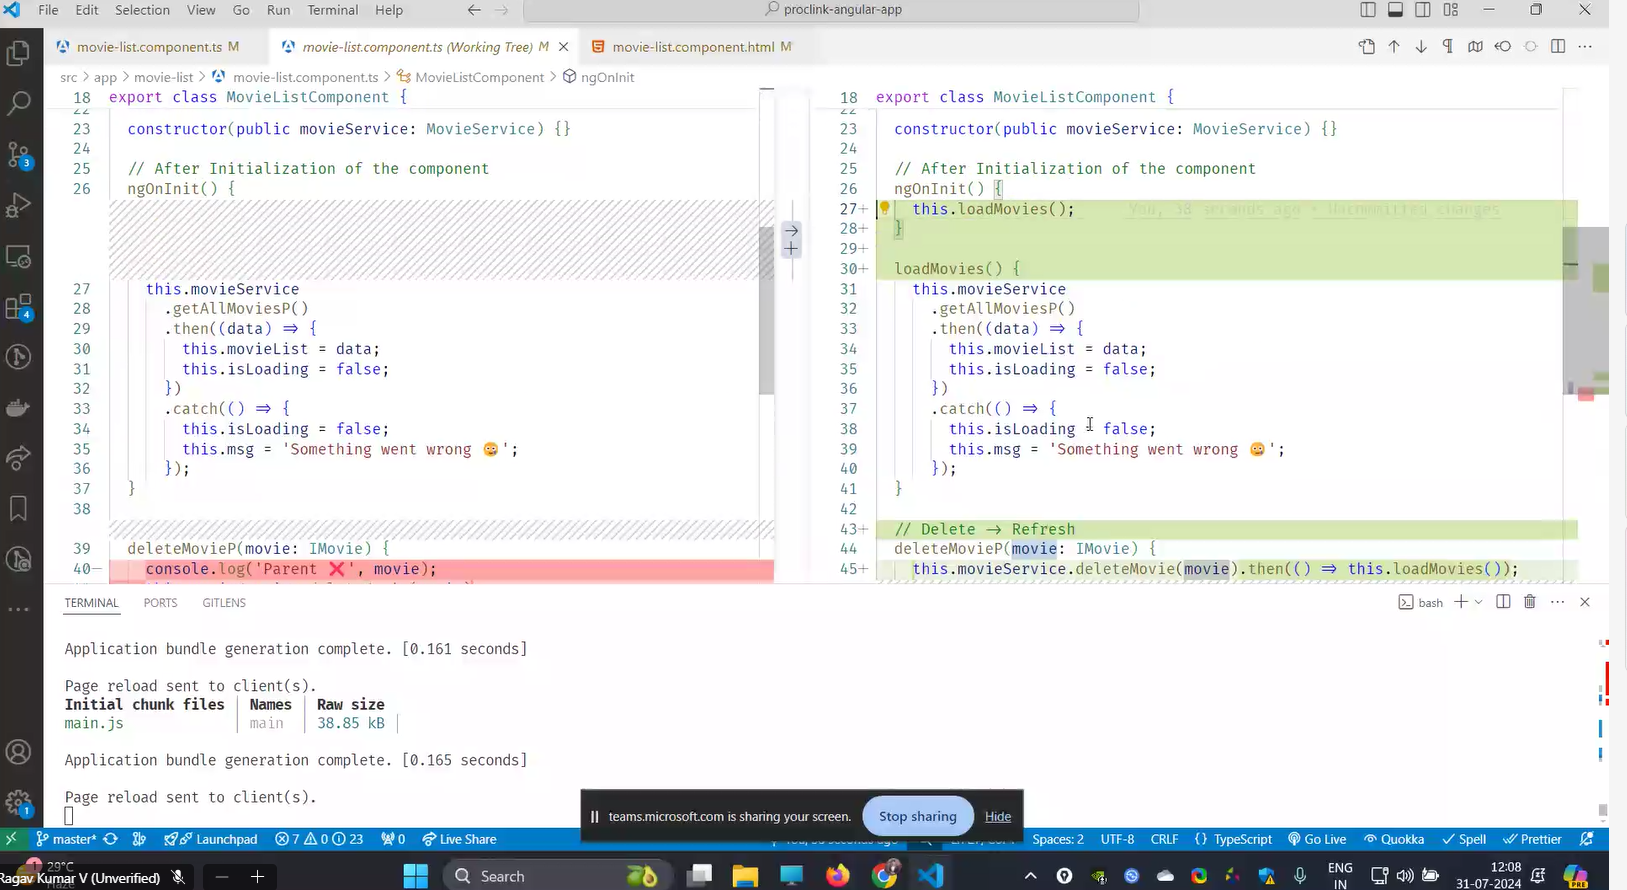 File Edit Selection View Go Run Terminal Help
proclink-angular-app
movie-list.component.ts M
movie-list.component.ts (Working Tree) M
movie-list.component.html M
src > app > movie-list > movie-list.component.ts > MovieListComponent > ngOnInit
18 export class MovieListComponent {
22
23 constructor(public movieService: MovieService) {}
24
25 // After Initialization of the component
26 ngOnInit() {
27 this.movieService
28 .getAllMoviesP()
29 .then((data) => {
30 this.movieList = data;
31 this.isLoading = false;
32 })
33 .catch(() => {
34 this.isLoading = false;
35 this.msg = 'Something went wrong 😳';
36 });
37 }
38
39 deleteMovieP(movie: IMovie) {
40− console.log('Parent ❌', movie);
18 export class MovieListComponent {
22
23 constructor(public movieService: MovieService) {}
24
25 // After Initialization of the component
26 ngOnInit() {
27+ this.loadMovies(); You, 38 seconds ago • Uncommitted changes
28+ }
29+
30+ loadMovies() {
31 this.movieService
32 .getAllMoviesP()
33 .then((data) => {
34 this.movieList = data;
35 this.isLoading = false;
36 })
37 .catch(() => {
38 this.isLoading = false;
39 this.msg = 'Something went wrong 😳';
40 });
41 }
42
43+ // Delete -> Refresh
44 deleteMovieP(movie: IMovie) {
45+ this.movieService.deleteMovie(movie).then(() => this.loadMovies());
3
4
1
TERMINAL PORTS GITLENS
bash
Application bundle generation complete. [0.161 seconds]
Page reload sent to client(s).
Initial chunk files | Names | Raw size
main.js | main | 38.85 kB |
Application bundle generation complete. [0.165 seconds]
Page reload sent to client(s).
teams.microsoft.com is sharing your screen. Stop sharing Hide
master* Launchpad 7 0 23 0 Live Share
Spaces: 2 UTF-8 CRLF {} TypeScript Go Live Quokka Spell Prettier
1
29°C
Haze
Ragav Kumar V (Unverified)
Search
ENG
IN
12:08
31-07-2024
PRE